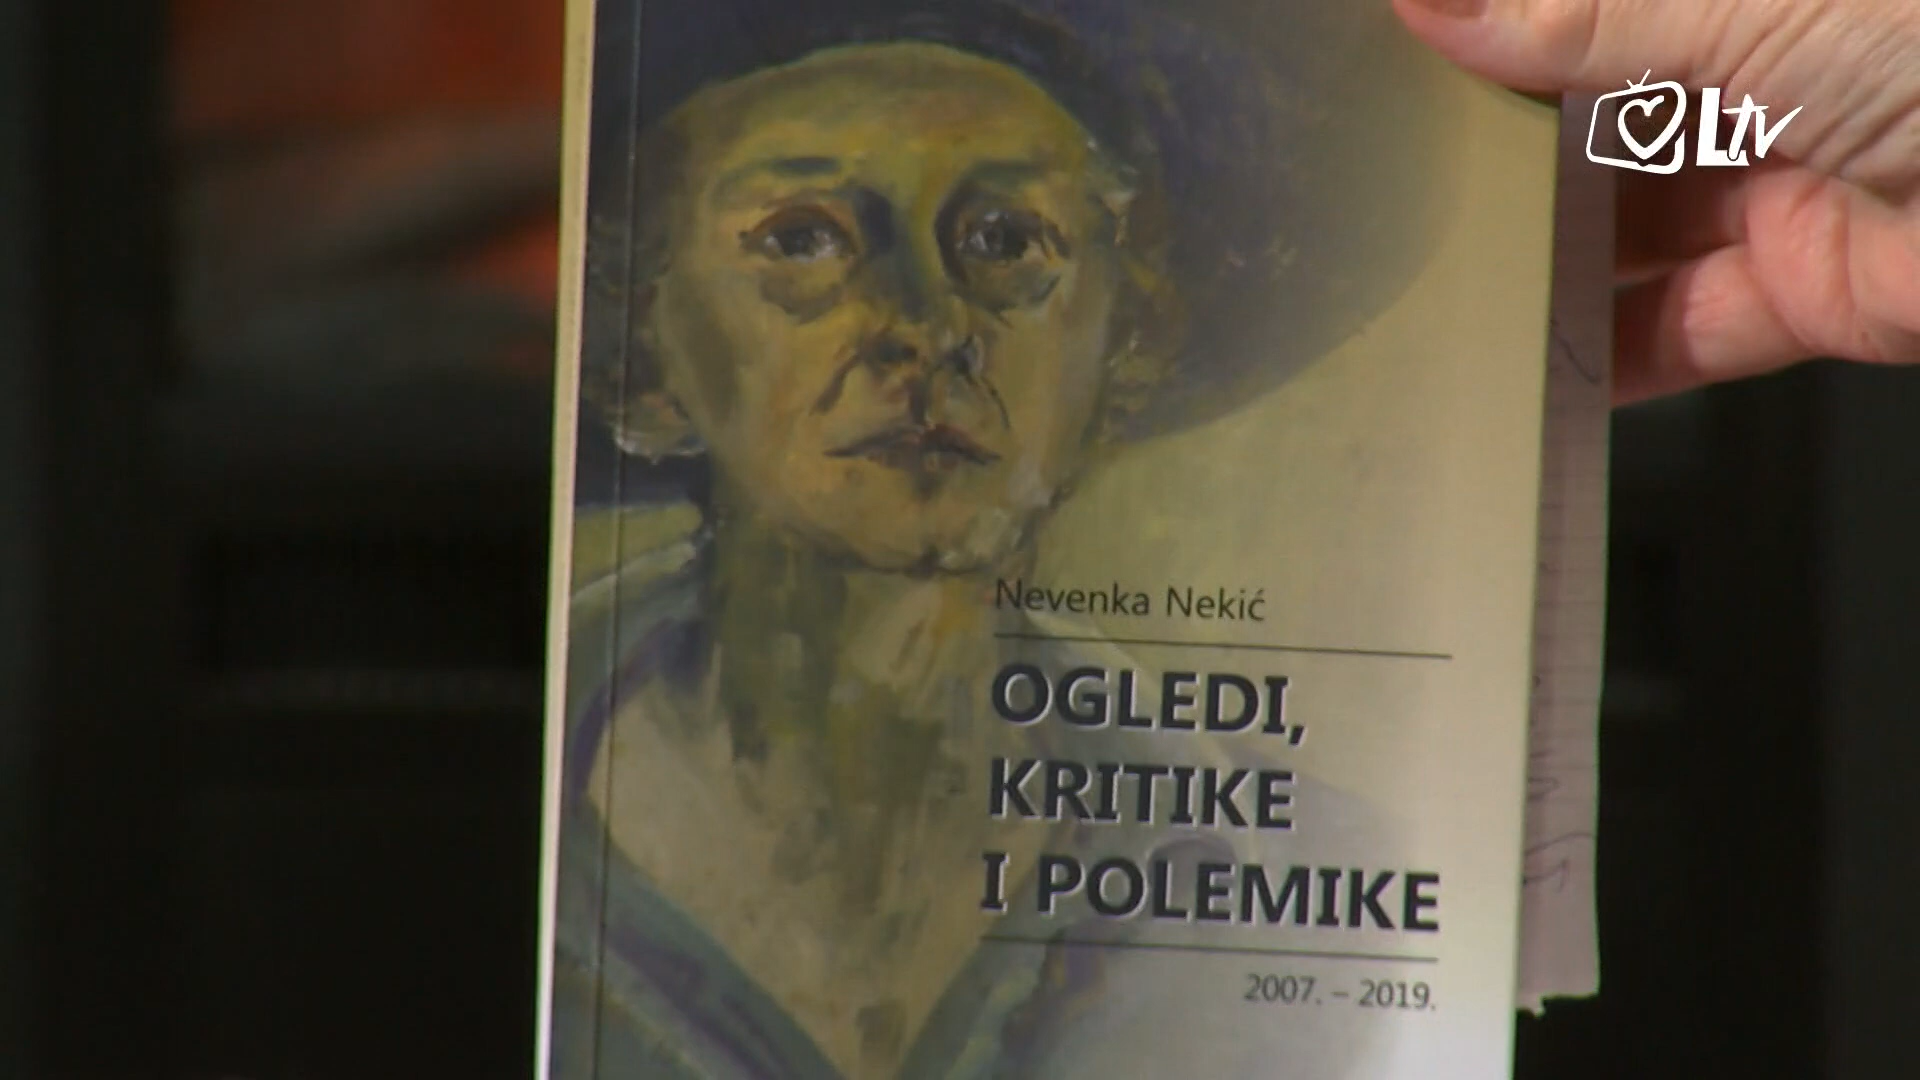 LTV
Nevenka Nekić
OGLEDI,
KRITIKE
I POLEMIKE
2007. – 2019.